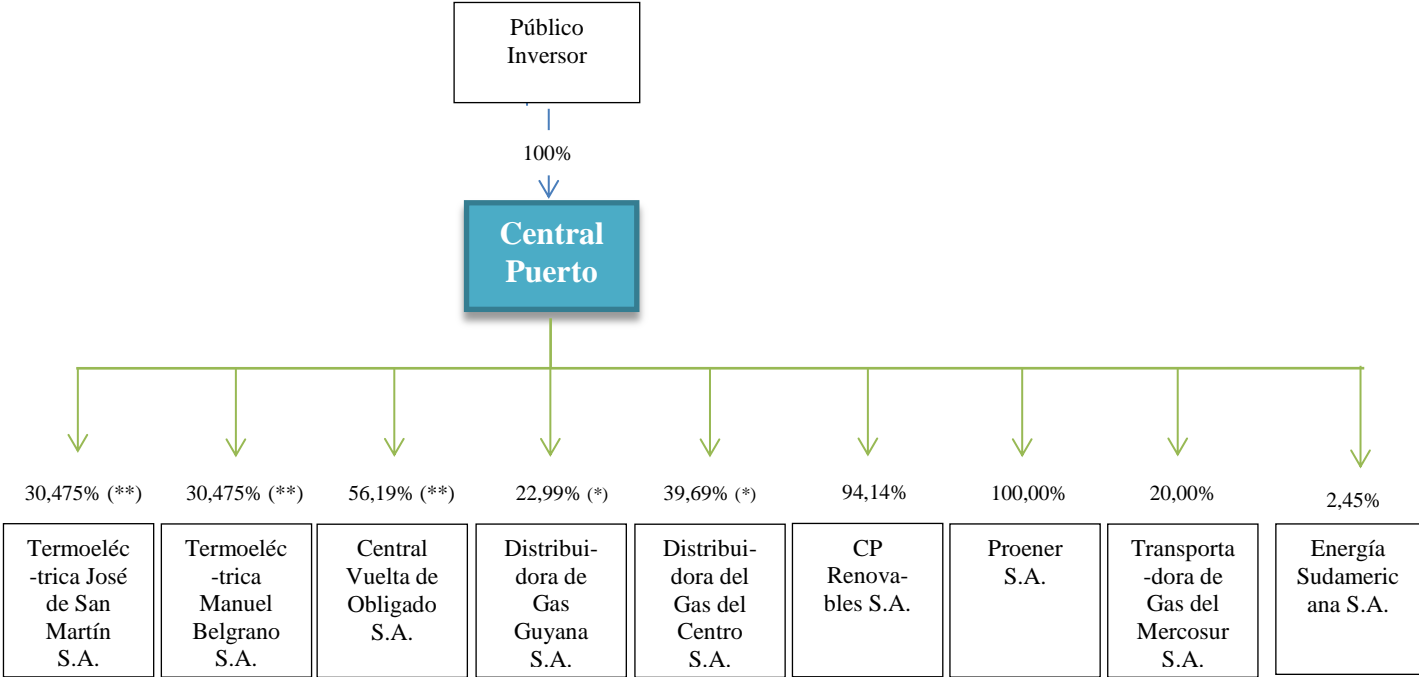 Público
Inversor
100%
Central
Puerto
30,475% (**)
30,475% (**)
56,19% (**)
22,99% (*)
39,69% (*)
94,14%
100,00%
20,00%
2,45%
Termoeléc
-trica José
de San
Martín
S.A.
Termoeléc
-trica
Manuel
Belgrano
S.A.
Central
Vuelta de
Obligado
S.A.
Distribui-
dora de
Gas
Guyana
S.A.
Distribui-
dora del
Gas del
Centro
S.A.
CP
Renova-
bles S.A.
Proener
S.A.
Transporta
-dora de
Gas del
Mercosur
S.A.
Energía
Sudameric
ana S.A.